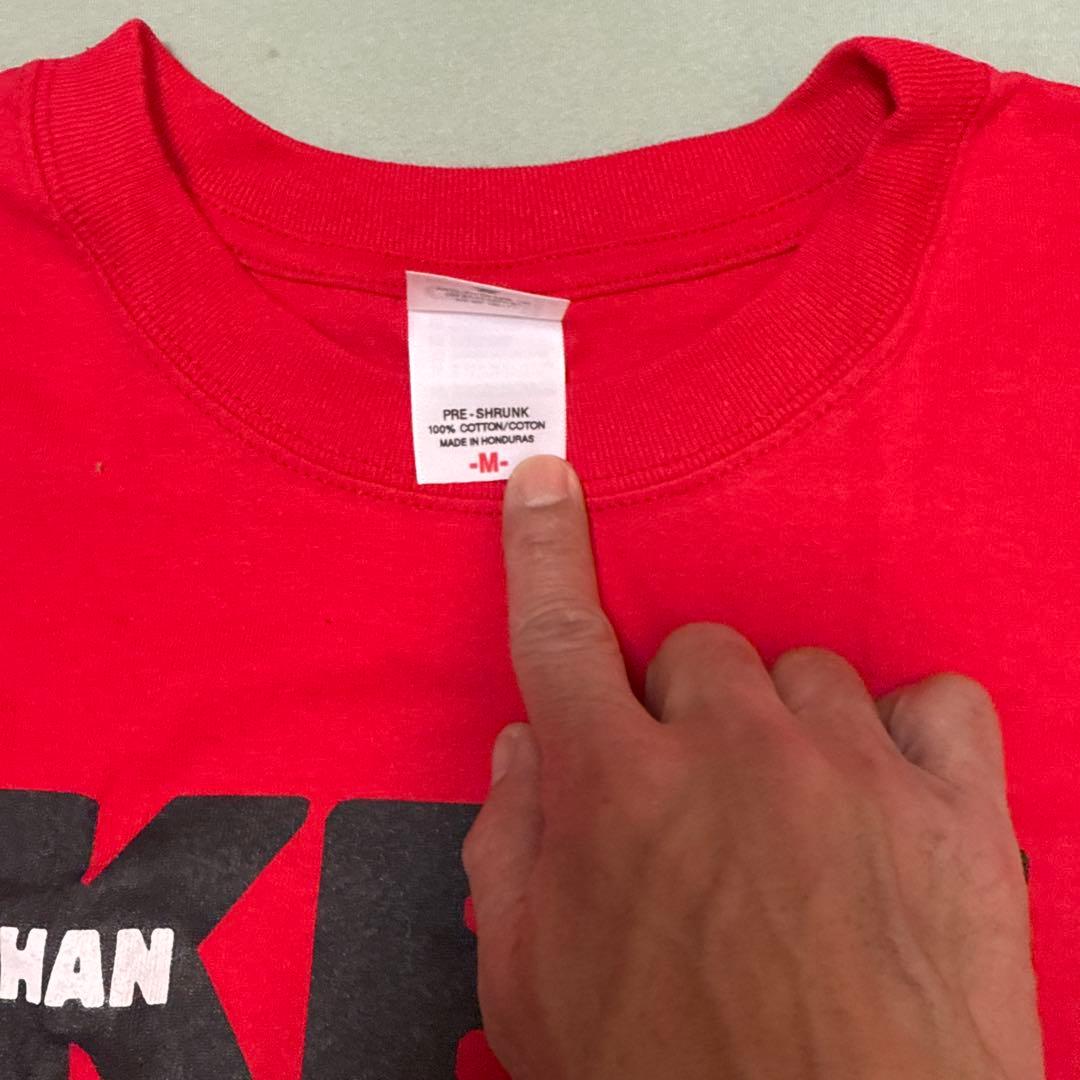 PRE-SHRUNK
100% COTTON/COTON
MADE IN HONDURAS
-M-
K
HAN